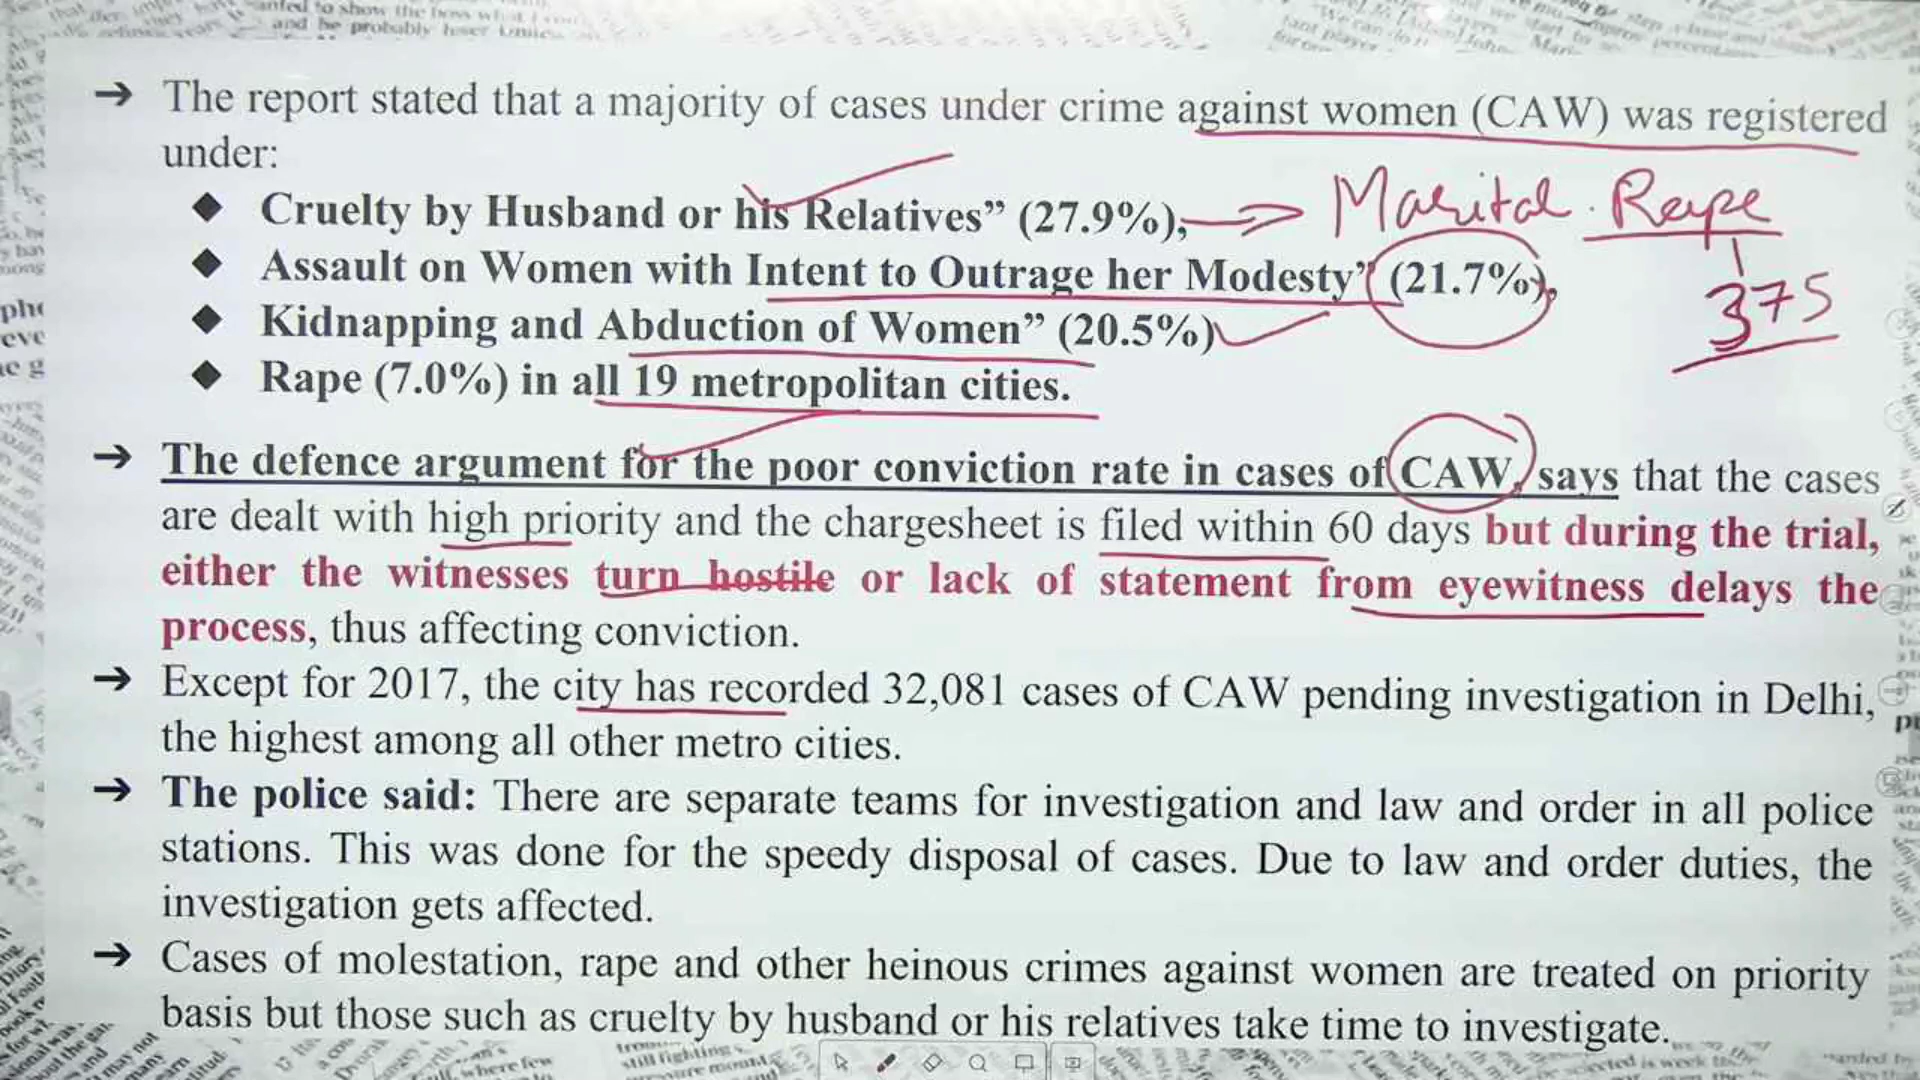 ➔ The report stated that a majority of cases under crime against women (CAW) was registered
under:
◆ Cruelty by Husband or his Relatives” (27.9%), Marital Rape
◆ Assault on Women with Intent to Outrage her Modesty” (21.7%),
375
◆ Kidnapping and Abduction of Women” (20.5%)
◆ Rape (7.0%) in all 19 metropolitan cities.
➔ The defence argument for the poor conviction rate in cases of CAW, says that the cases
are dealt with high priority and the chargesheet is filed within 60 days but during the trial,
either the witnesses turn hostile or lack of statement from eyewitness delays the
process, thus affecting conviction.
➔ Except for 2017, the city has recorded 32,081 cases of CAW pending investigation in Delhi,
the highest among all other metro cities.
➔ The police said: There are separate teams for investigation and law and order in all police
stations. This was done for the speedy disposal of cases. Due to law and order duties, the
investigation gets affected.
➔ Cases of molestation, rape and other heinous crimes against women are treated on priority
basis but those such as cruelty by husband or his relatives take time to investigate.